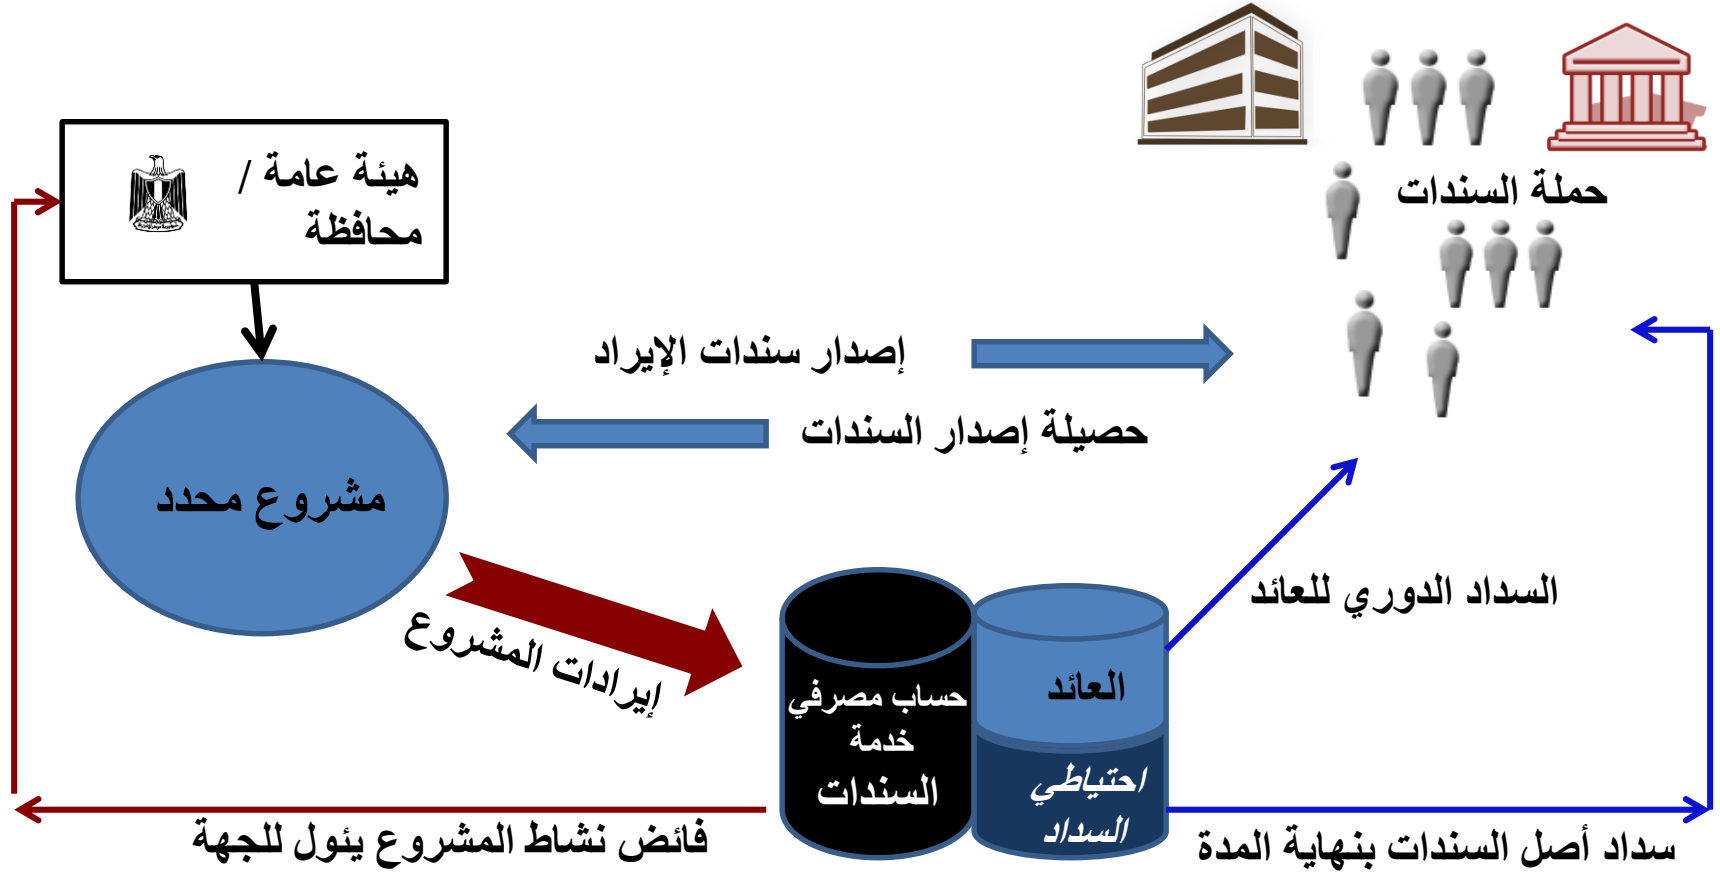 هيئة عامة /
محافظة
حملة السندات
إصدار سندات الإيراد
حصيلة إصدار السندات
مشروع محدد
إيرادات المشروع
السداد الدوري للعائد
حساب مصرفي
خدمة
السندات
العائد
احتياطي
السداد
فائض نشاط المشروع يئول للجهة
سداد أصل السندات بنهاية المدة